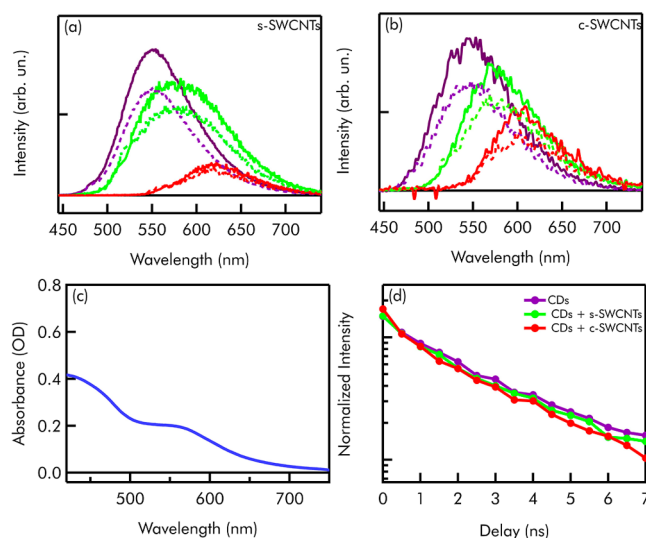 (a)
s-SWCNTs
Intensity (arb. un.)
450 500 550 600 650 700
Wavelength (nm)
(b)
c-SWCNTs
Intensity (arb. un.)
450 500 550 600 650 700
Wavelength (nm)
(c)
0.8
0.6
0.4
0.2
0.0
Absorbance (OD)
500 600 700
Wavelength (nm)
(d)
CDs
CDs + s-SWCNTs
CDs + c-SWCNTs
Normalized Intensity
0 1 2 3 4 5 6 7
Delay (ns)